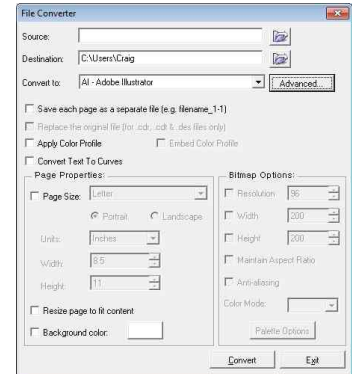 File Converter
Source:
Destination: C:\Users\Craig
Convert to: AI - Adobe Illustrator Advanced...
Save each page as a separate file (e.g. filename_1-1)
Replace the orginal file (for .cdr, .cdt & .des files only)
Apply Color Profile Embed Color Profile
Convert Text To Curves
Page Properties: Bitmap Options:
Page Size: Letter Resolution 96
Portrait Landscape Width 200
Units: Inches Height 200
Width: 8.5 Maintain Aspect Ratio
Height: 11 Anti-aliasing
Resize page to fit content Color Mode:
Background color: Palette Options
Convert Exit